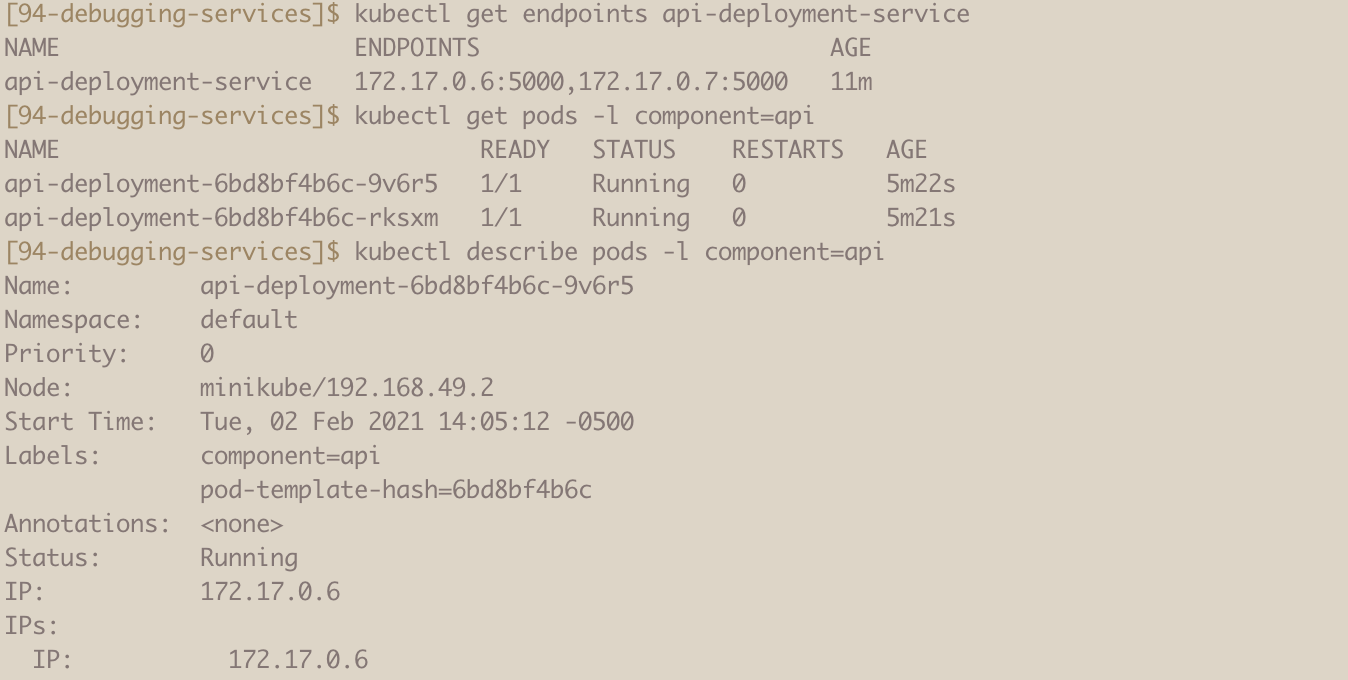 [94-debugging-services]$ kubectl get endpoints api-deployment-service
NAME                     ENDPOINTS                         AGE
api-deployment-service   172.17.0.6:5000,172.17.0.7:5000   11m
[94-debugging-services]$ kubectl get pods -l component=api
NAME                              READY   STATUS    RESTARTS   AGE
api-deployment-6bd8bf4b6c-9v6r5   1/1     Running   0          5m22s
api-deployment-6bd8bf4b6c-rksxm   1/1     Running   0          5m21s
[94-debugging-services]$ kubectl describe pods -l component=api
Name:         api-deployment-6bd8bf4b6c-9v6r5
Namespace:    default
Priority:     0
Node:         minikube/192.168.49.2
Start Time:   Tue, 02 Feb 2021 14:05:12 -0500
Labels:       component=api
              pod-template-hash=6bd8bf4b6c
Annotations:  <none>
Status:       Running
IP:           172.17.0.6
IPs:
  IP:           172.17.0.6